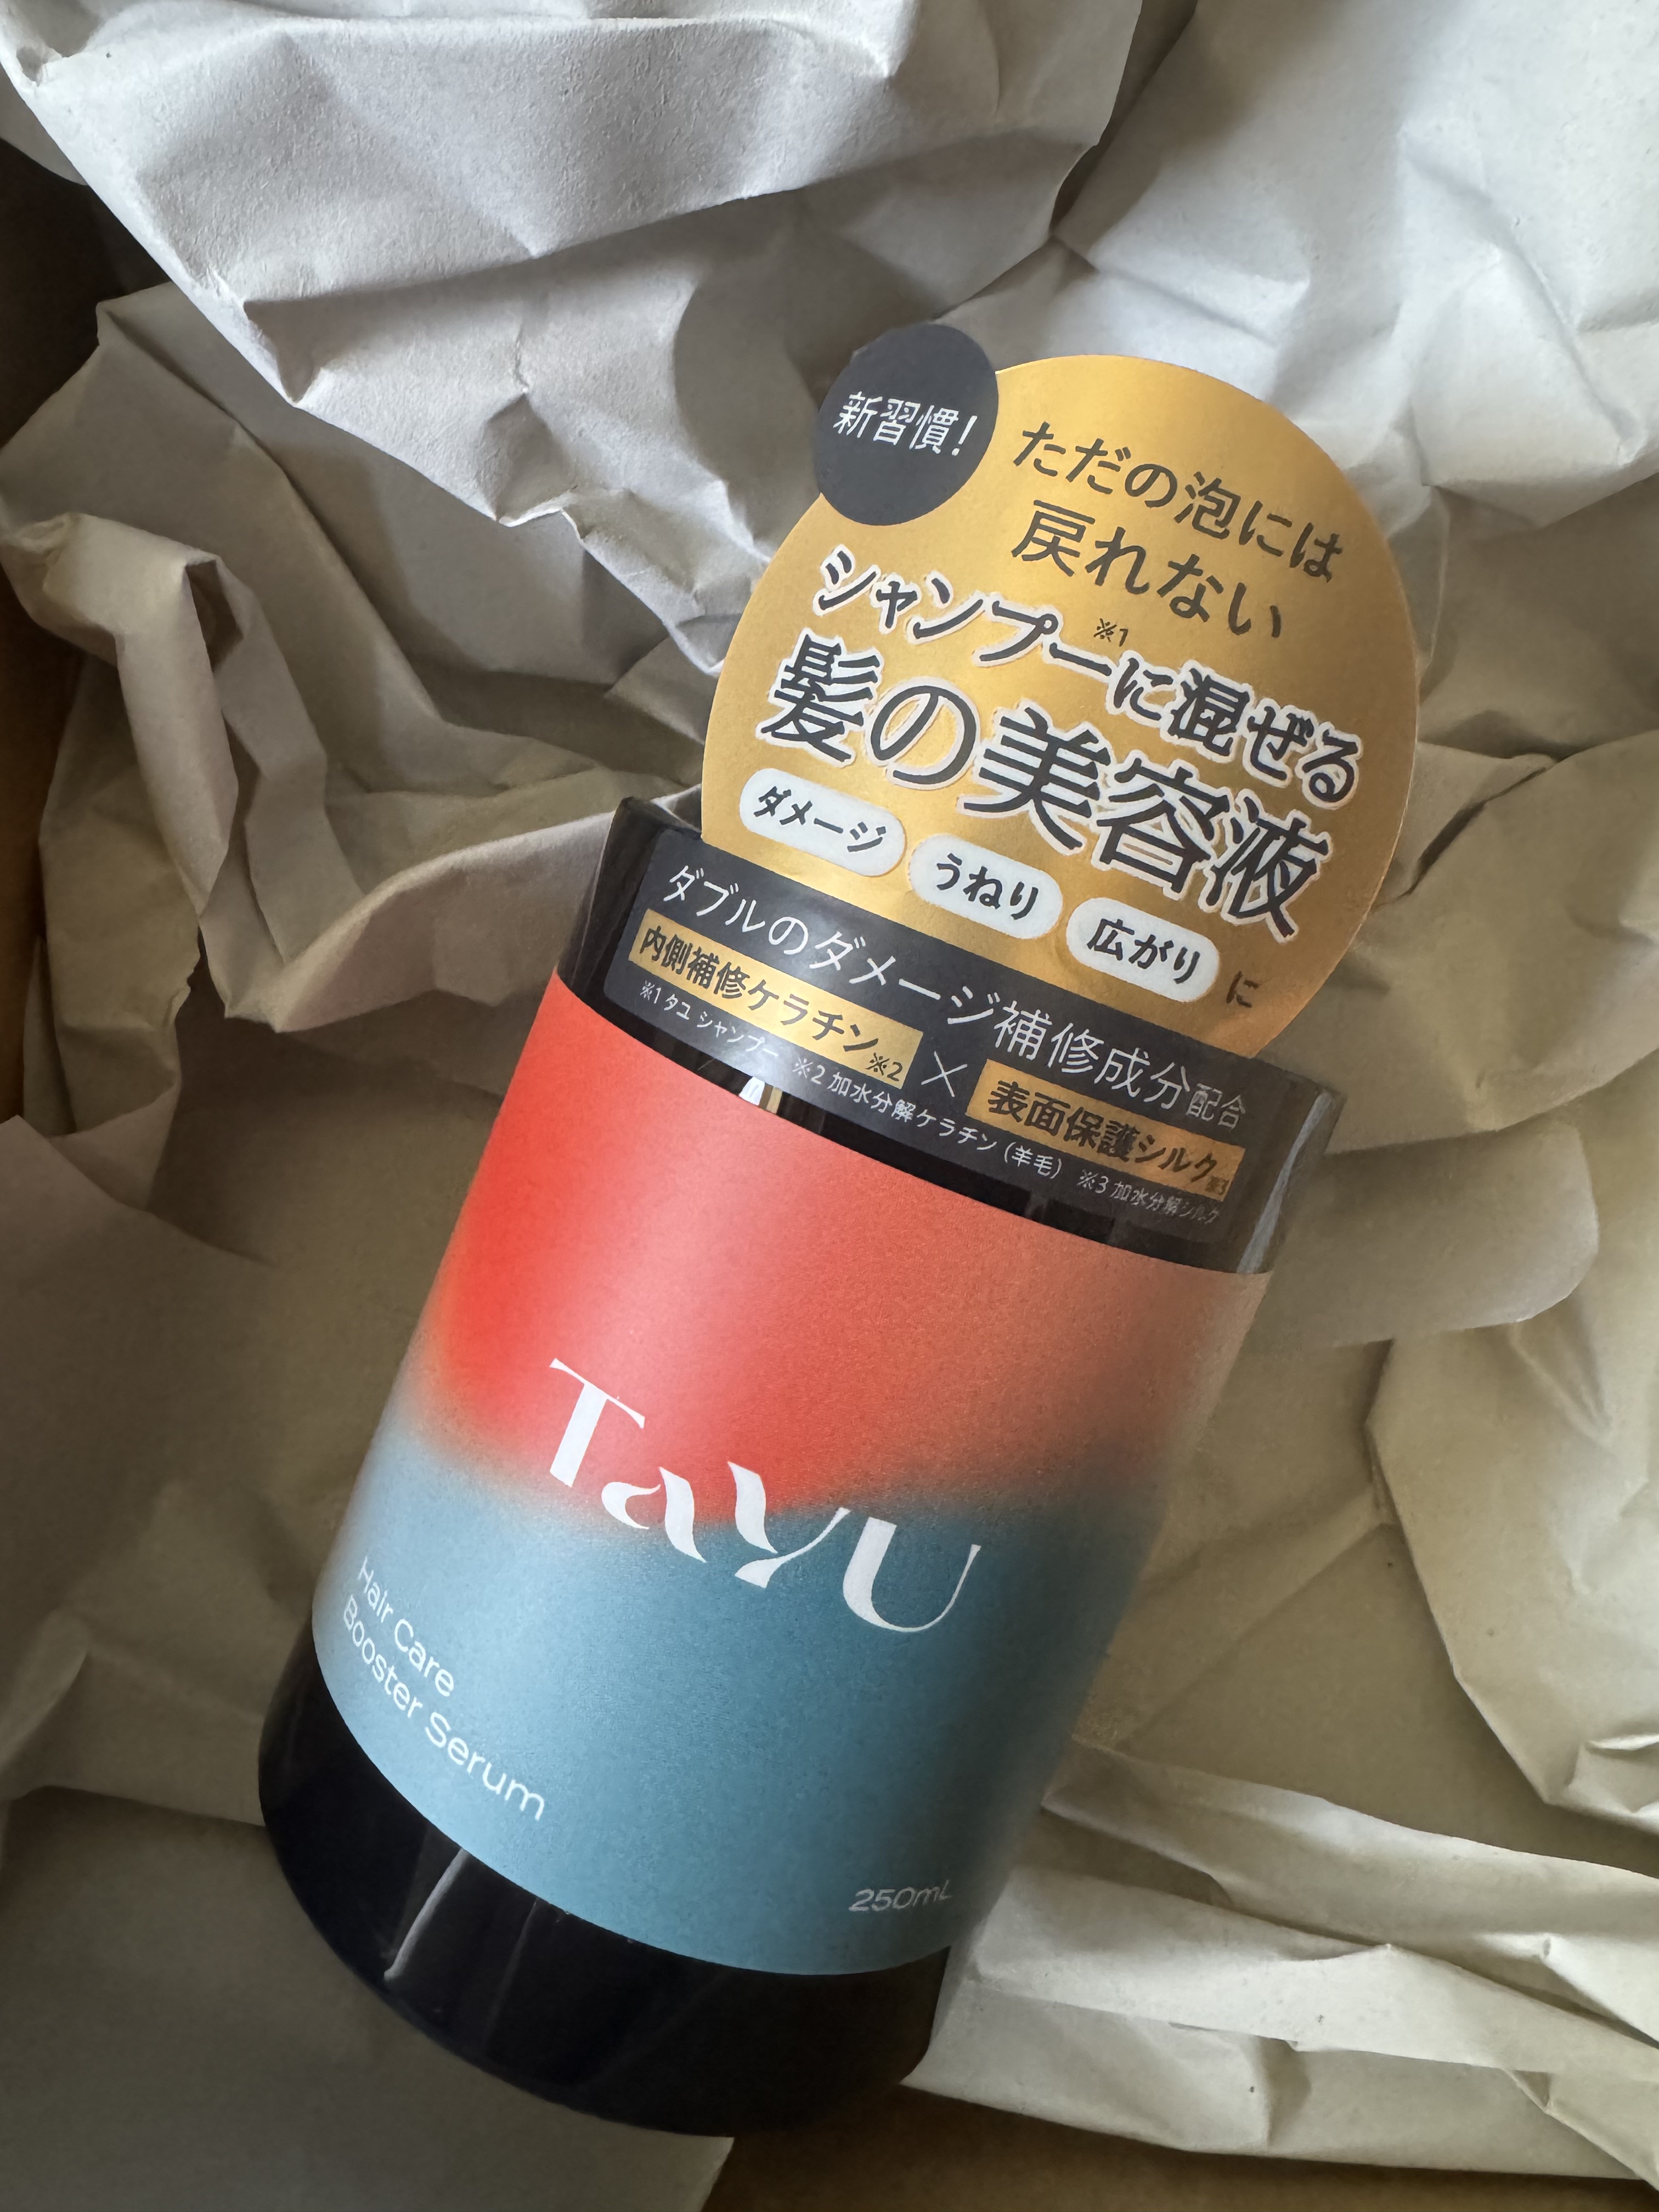 新習慣！
ただの泡には
戻れない
シャンプー※1に混ぜる
髪の美容液
ダメージ うねり 広がり に
ダブルのダメージ補修成分配合
内側補修ケラチン※2 × 表面保護シルク※3
※1 タユ シャンプー ※2 加水分解ケラチン (羊毛) ※3 加水分解シルク
TaYU
Hair Care
Booster Serum
250mL